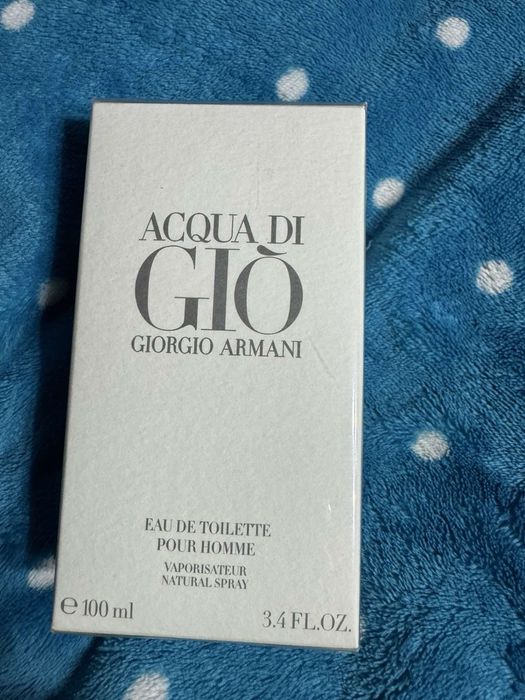 ACQUA DI
GIÒ
GIORGIO ARMANI
EAU DE TOILETTE
POUR HOMME
VAPORISATEUR
NATURAL SPRAY
℮ 100 ml 3.4 FL.OZ.